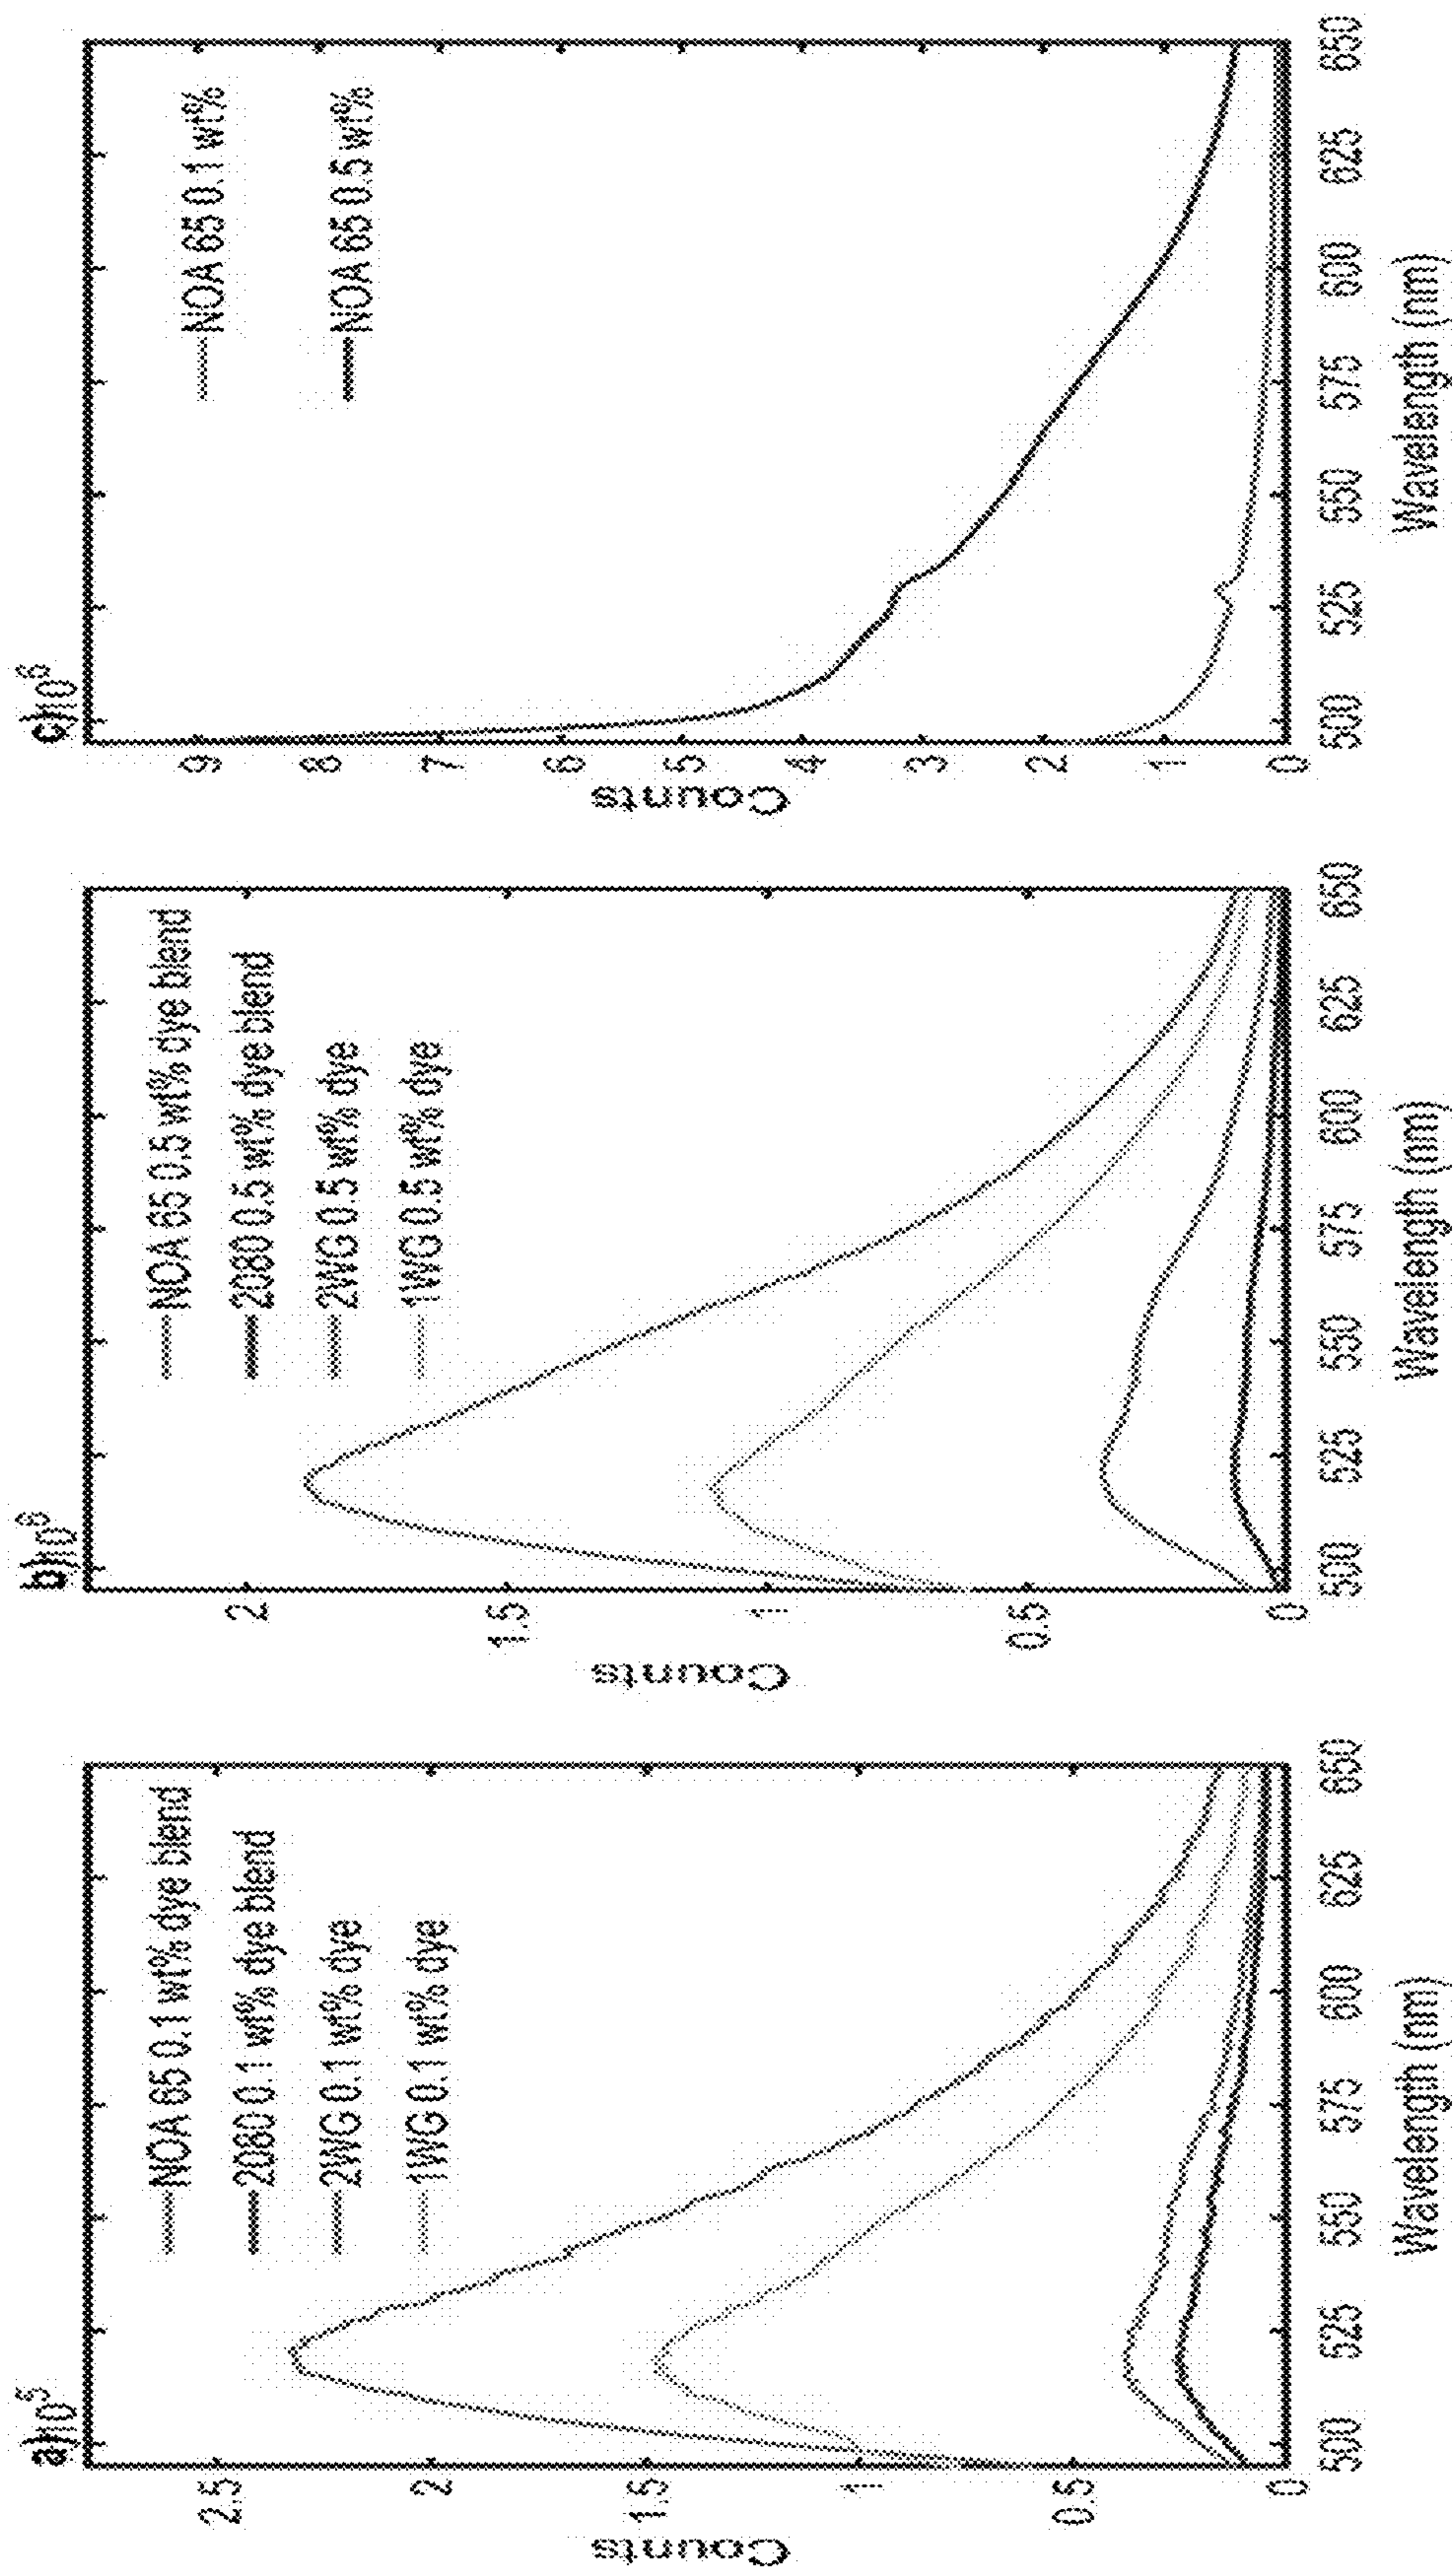 a)
10^5
Counts
2.5
2
1.5
1
0.5
0
500 525 550 575 600 625 650
Wavelength (nm)
NOA 65 0.1 wt% dye blend
2080 0.1 wt% dye blend
2WG 0.1 wt% dye
1WG 0.1 wt% dye
b)
Counts
2
1.5
1
0.5
0
500 525 550 575 600 625 650
Wavelength (nm)
NOA 65 0.5 wt% dye blend
2080 0.5 wt% dye blend
2WG 0.5 wt% dye
1WG 0.5 wt% dye
c)
Counts
9
8
7
6
5
4
3
2
1
0
500 525 550 575 600 625 650
Wavelength (nm)
NOA 65 0.1 wt%
NOA 65 0.5 wt%